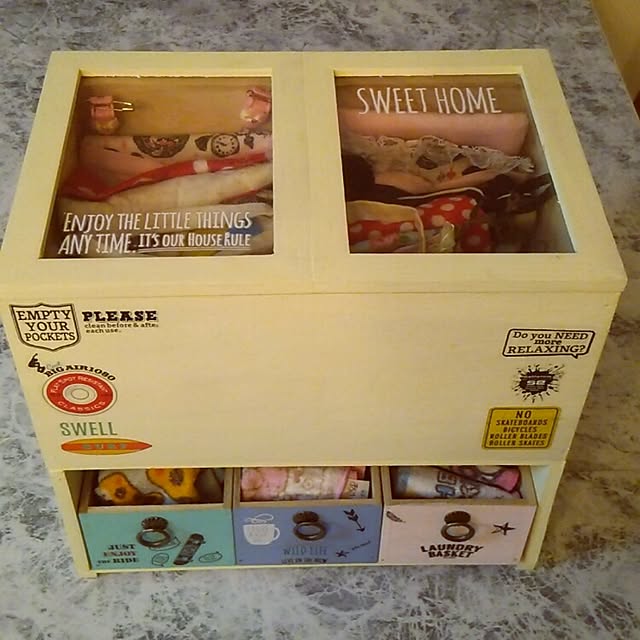 SWEET HOME
ENJOY THE LITTLE THINGS
ANY TIME. IT'S OUR HOUSE RULE
EMPTY
YOUR
POCKETS
PLEASE
clean before & after
each use.
BIG AIR 1080
CLASSICS
SWELL
SURF
Do you NEED
more
RELAXING?
NO
SKATEBOARDS
BICYCLES
ROLLER BLADES
ROLLER SKATES
JUST
ENJOY
THE RIDE
WILD LIFE
LAUNDRY
BASKET